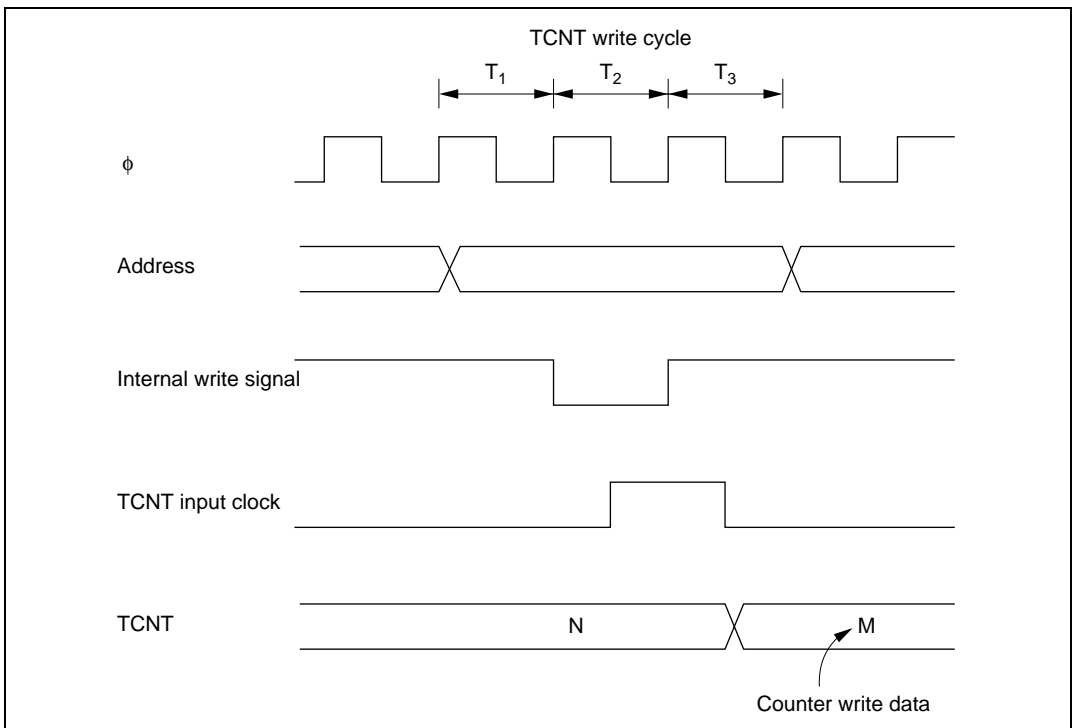 TCNT write cycle
T1 T2 T3
ϕ
Address
Internal write signal
TCNT input clock
TCNT
N
M
Counter write data